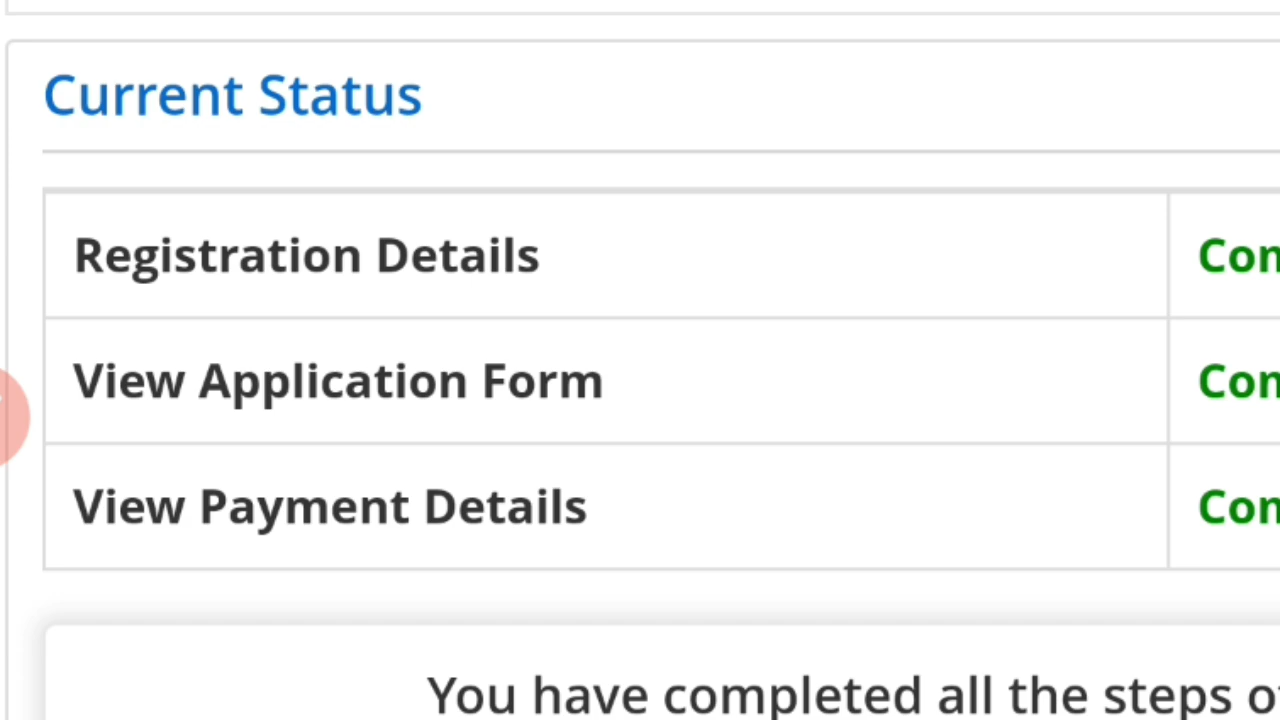 Current Status
Registration Details
View Application Form
View Payment Details
You have completed all the steps